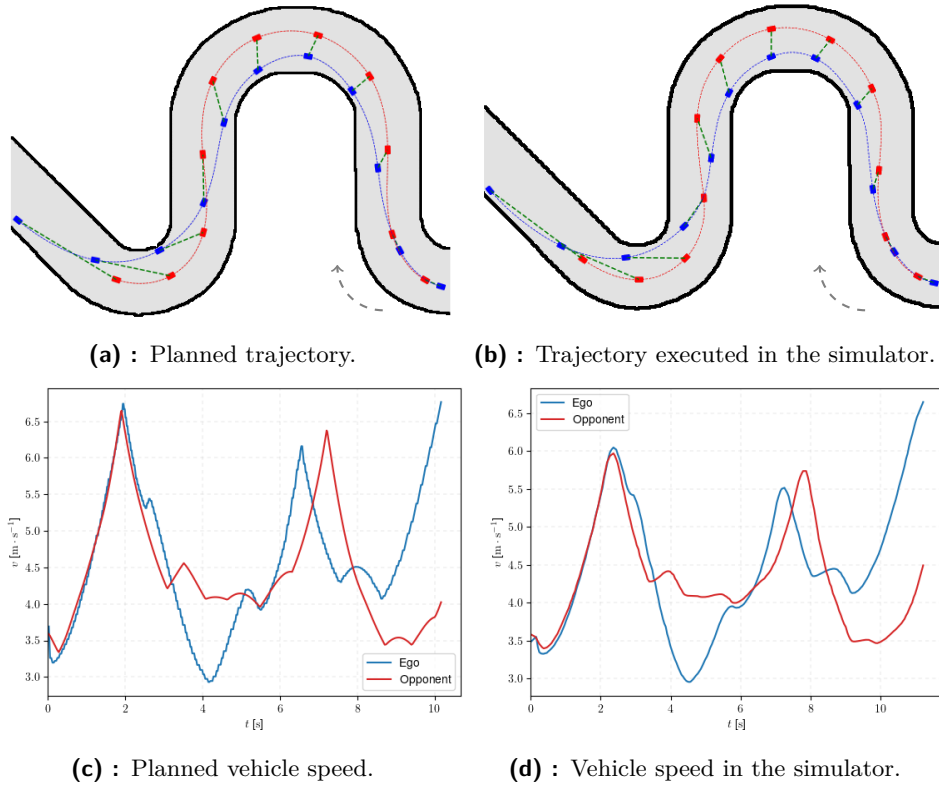 (a) : Planned trajectory.
(b) : Trajectory executed in the simulator.
6.5
6.0
5.5
5.0
4.5
4.0
3.5
3.0
v [m · s⁻¹]
0 2 4 6 8 10
t [s]
Ego
Opponent
6.5
6.0
5.5
5.0
4.5
4.0
3.5
3.0
v [m · s⁻¹]
0 2 4 6 8 10
t [s]
Ego
Opponent
(c) : Planned vehicle speed.
(d) : Vehicle speed in the simulator.